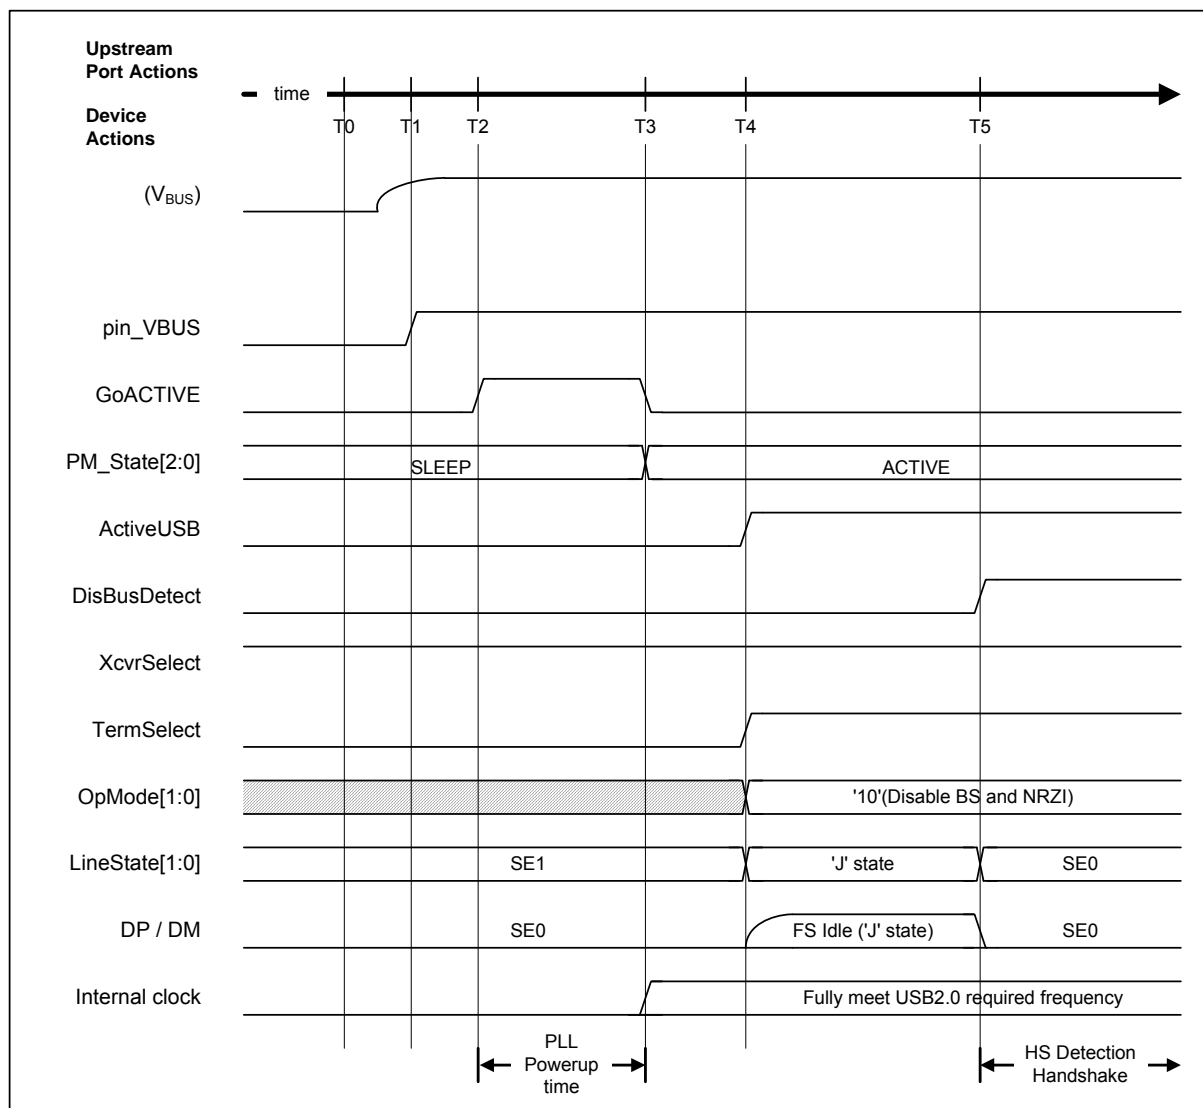 Upstream
Port Actions
time
Device
Actions
T0 T1 T2 T3 T4 T5
(VBUS)
pin_VBUS
GoACTIVE
PM_State[2:0] SLEEP ACTIVE
ActiveUSB
DisBusDetect
XcvrSelect
TermSelect
OpMode[1:0] '10'(Disable BS and NRZI)
LineState[1:0] SE1 'J' state SE0
DP / DM SE0 FS Idle ('J' state) SE0
Internal clock Fully meet USB2.0 required frequency
PLL
Powerup
time
HS Detection
Handshake